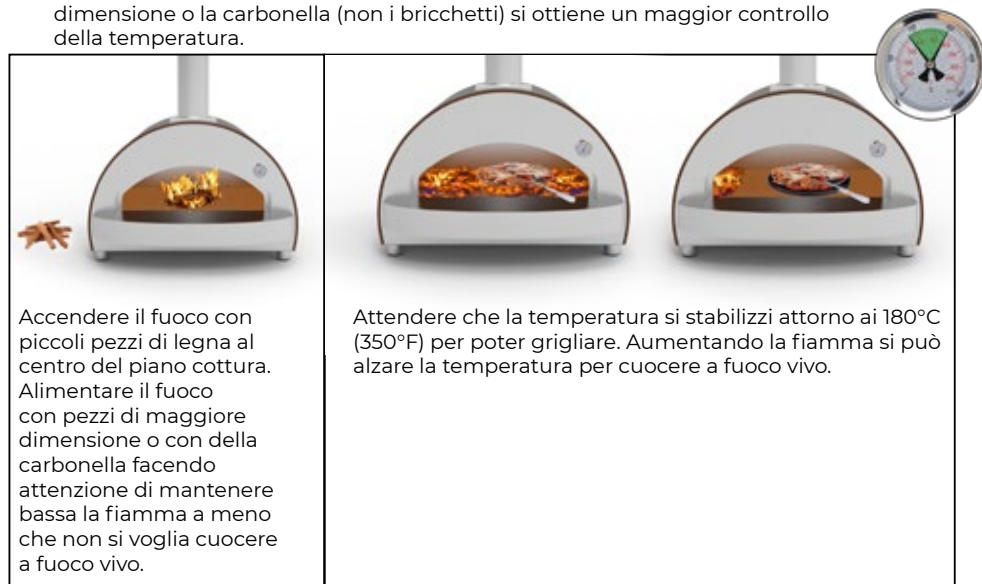 dimensione o la carbonella (non i bricchetti) si ottiene un maggior controllo
della temperatura.
Accendere il fuoco con
piccoli pezzi di legna al
centro del piano cottura.
Alimentare il fuoco
con pezzi di maggiore
dimensione o con della
carbonella facendo
attenzione di mantenere
bassa la fiamma a meno
che non si voglia cuocere
a fuoco vivo.
Attendere che la temperatura si stabilizzi attorno ai 180°C
(350°F) per poter grigliare. Aumentando la fiamma si può
alzare la temperatura per cuocere a fuoco vivo.